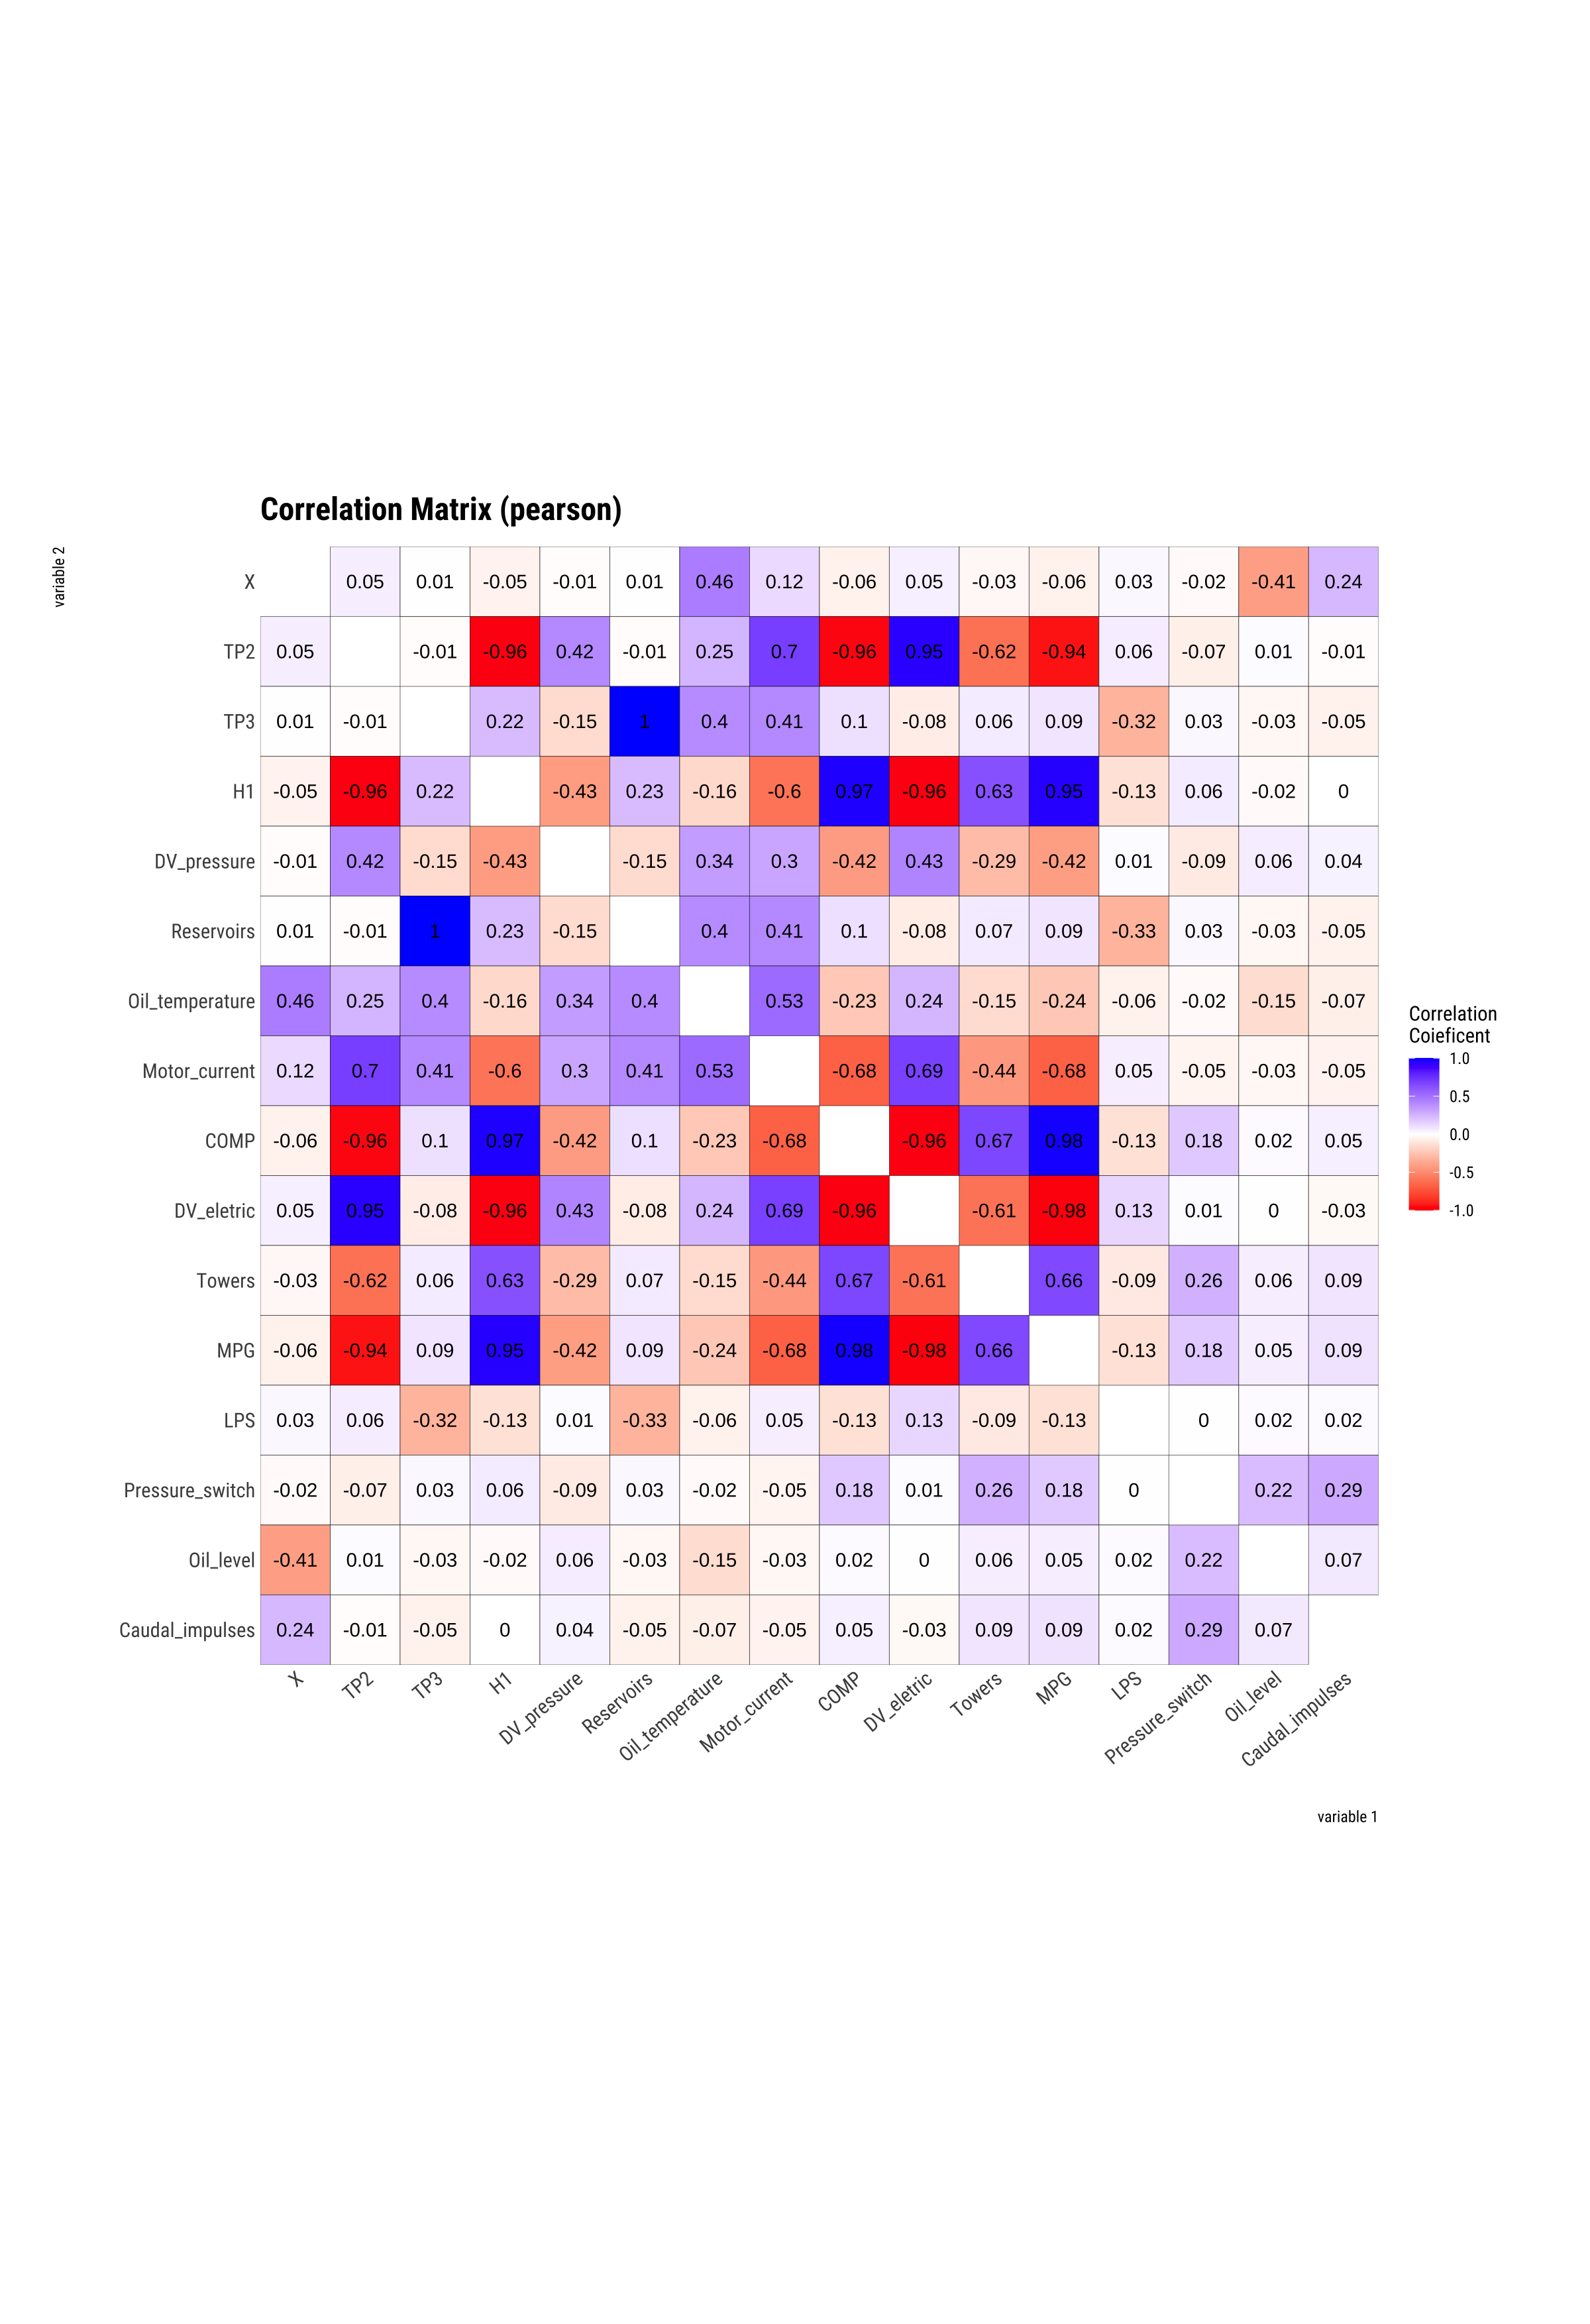 Correlation Matrix (pearson)
variable 2
X 0.05 0.01 -0.05 -0.01 0.01 0.46 0.12 -0.06 0.05 -0.03 -0.06 0.03 -0.02 -0.41 0.24
TP2 0.05 -0.01 -0.96 0.42 -0.01 0.25 0.7 -0.96 0.95 -0.62 -0.94 0.06 -0.07 0.01 -0.01
TP3 0.01 -0.01 0.22 -0.15 1 0.4 0.41 0.1 -0.08 0.06 0.09 -0.32 0.03 -0.03 -0.05
H1 -0.05 -0.96 0.22 -0.43 0.23 -0.16 -0.6 0.97 -0.96 0.63 0.95 -0.13 0.06 -0.02 0
DV_pressure -0.01 0.42 -0.15 -0.43 -0.15 0.34 0.3 -0.42 0.43 -0.29 -0.42 0.01 -0.09 0.06 0.04
Reservoirs 0.01 -0.01 1 0.23 -0.15 0.4 0.41 0.1 -0.08 0.07 0.09 -0.33 0.03 -0.03 -0.05
Oil_temperature 0.46 0.25 0.4 -0.16 0.34 0.4 0.53 -0.23 0.24 -0.15 -0.24 -0.06 -0.02 -0.15 -0.07
Motor_current 0.12 0.7 0.41 -0.6 0.3 0.41 0.53 -0.68 0.69 -0.44 -0.68 0.05 -0.05 -0.03 -0.05
COMP -0.06 -0.96 0.1 0.97 -0.42 0.1 -0.23 -0.68 -0.96 0.67 0.98 -0.13 0.18 0.02 0.05
DV_eletric 0.05 0.95 -0.08 -0.96 0.43 -0.08 0.24 0.69 -0.96 -0.61 -0.98 0.13 0.01 0 -0.03
Towers -0.03 -0.62 0.06 0.63 -0.29 0.07 -0.15 -0.44 0.67 -0.61 0.66 -0.09 0.26 0.06 0.09
MPG -0.06 -0.94 0.09 0.95 -0.42 0.09 -0.24 -0.68 0.98 -0.98 0.66 -0.13 0.18 0.05 0.09
LPS 0.03 0.06 -0.32 -0.13 0.01 -0.33 -0.06 0.05 -0.13 0.13 -0.09 -0.13 0 0.02 0.02
Pressure_switch -0.02 -0.07 0.03 0.06 -0.09 0.03 -0.02 -0.05 0.18 0.01 0.26 0.18 0 0.22 0.29
Oil_level -0.41 0.01 -0.03 -0.02 0.06 -0.03 -0.15 -0.03 0.02 0 0.06 0.05 0.02 0.22 0.07
Caudal_impulses 0.24 -0.01 -0.05 0 0.04 -0.05 -0.07 -0.05 0.05 -0.03 0.09 0.09 0.02 0.29 0.07
X TP2 TP3 H1 DV_pressure Reservoirs Oil_temperature Motor_current COMP DV_eletric Towers MPG LPS Pressure_switch Oil_level Caudal_impulses
variable 1
Correlation
Coieficent
1.0
0.5
0.0
-0.5
-1.0